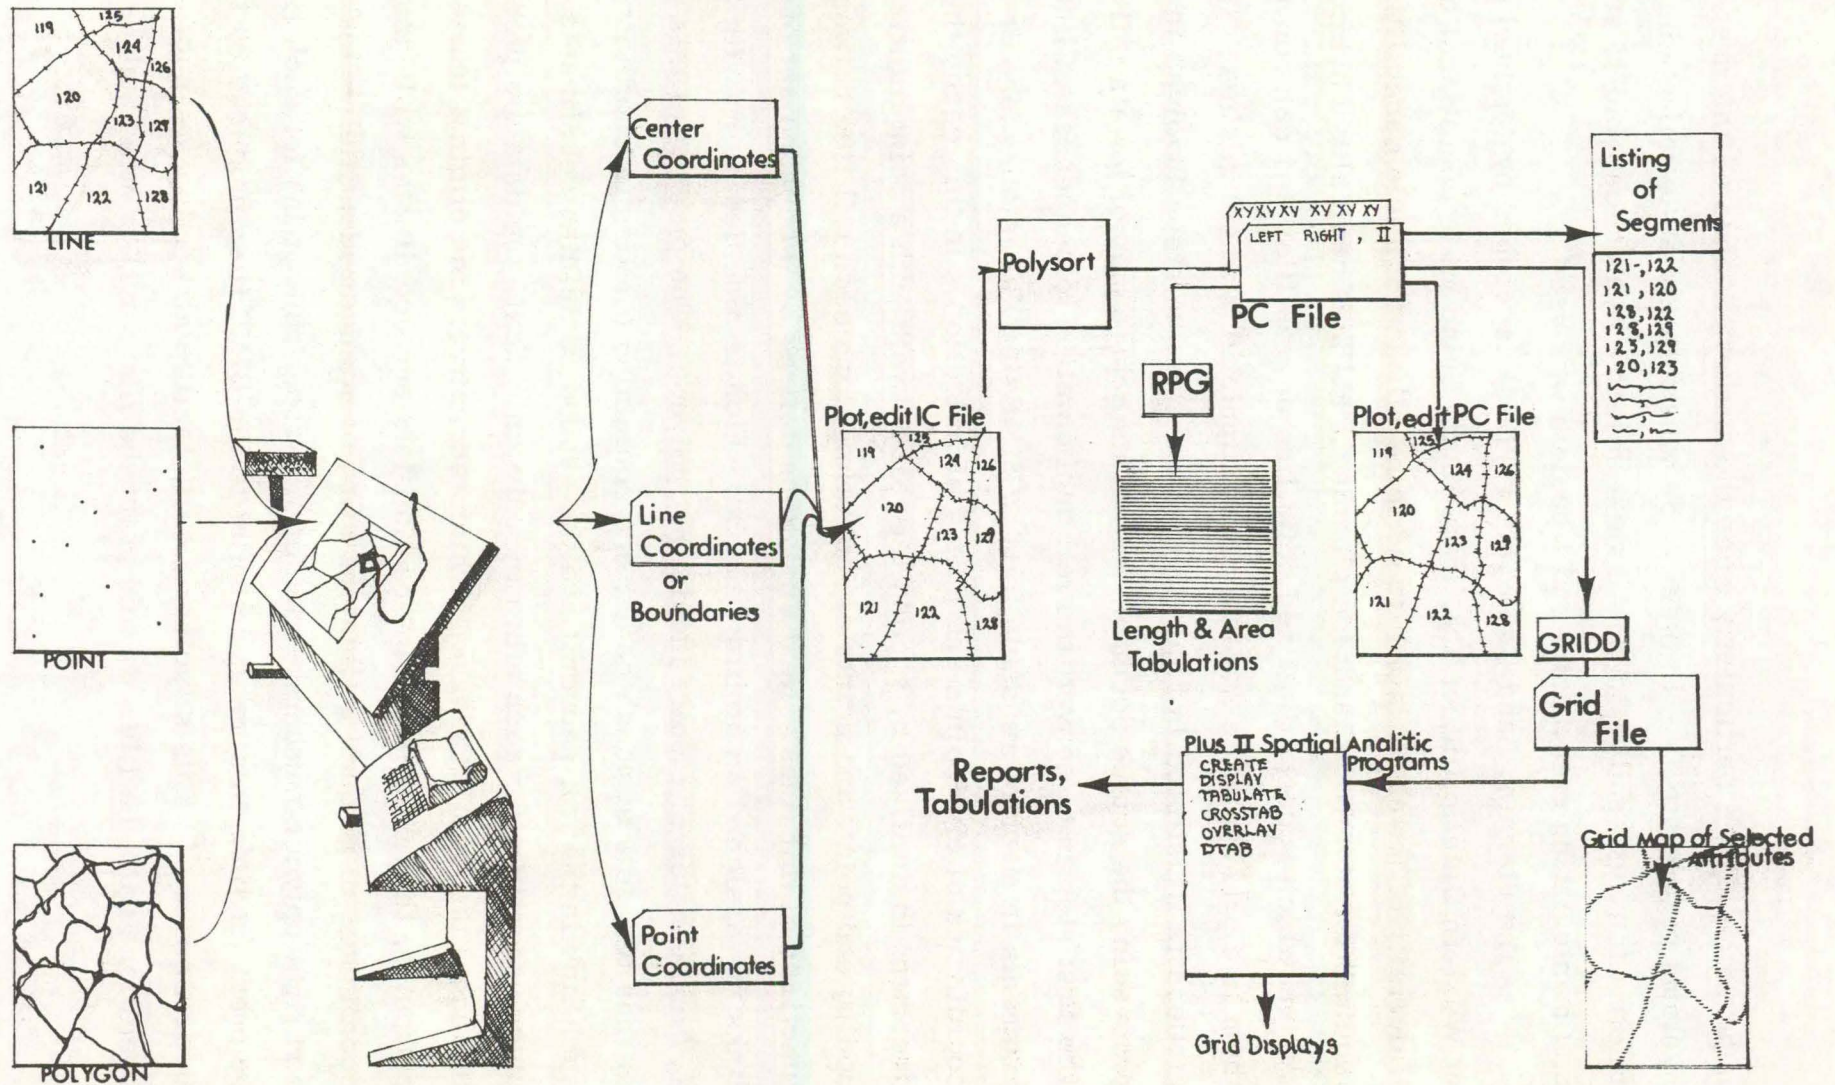 119
125
124
126
120
123
129
121
122
128
LINE
POINT
POLYGON
Center
Coordinates
Line
Coordinates
or
Boundaries
Point
Coordinates
Plot, edit IC File
119
125
124
126
120
123
129
121
122
128
Polysort
XYXYXY XY XY XY
LEFT RIGHT , II
PC File
RPG
Length & Area
Tabulations
Plot, edit PC File
119
125
124
126
120
123
129
121
122
128
Listing
of
Segments
121-,122
121,120
128,122
128,129
123,129
120,123
GRIDD
Grid
File
Plus II Spatial Analitic
Programs
CREATE
DISPLAY
TABULATE
CROSSTAB
OVERLAY
DTAB
Reports,
Tabulations
Grid Displays
Grid Map of Selected
Attributes